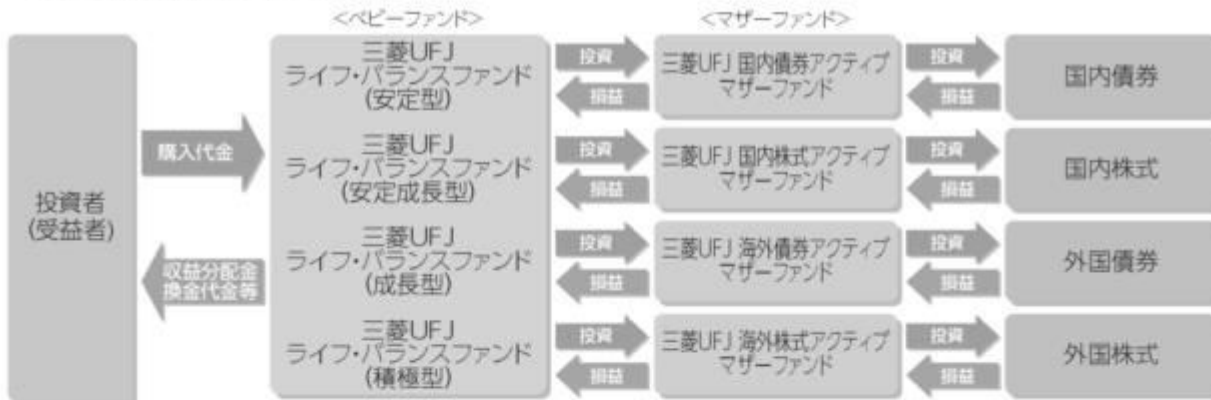 <ベビーファンド>
<マザーファンド>
投資者
(受益者)
購入代金
収益分配金
換金代金等
三菱UFJ
ライフ・バランスファンド
(安定型)
三菱UFJ
ライフ・バランスファンド
(安定成長型)
三菱UFJ
ライフ・バランスファンド
(成長型)
三菱UFJ
ライフ・バランスファンド
(積極型)
投資
損益
投資
損益
投資
損益
投資
損益
三菱UFJ 国内債券アクティブ
マザーファンド
三菱UFJ 国内株式アクティブ
マザーファンド
三菱UFJ 海外債券アクティブ
マザーファンド
三菱UFJ 海外株式アクティブ
マザーファンド
投資
損益
投資
損益
投資
損益
投資
損益
国内債券
国内株式
外国債券
外国株式